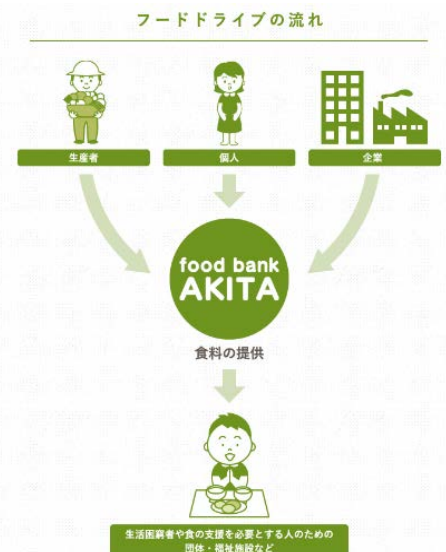 フードドライブの流れ
生産者
個人
企業
food bank
AKITA
食料の提供
生活困窮者や食の支援を必要とする人のための
団体・福祉施設など